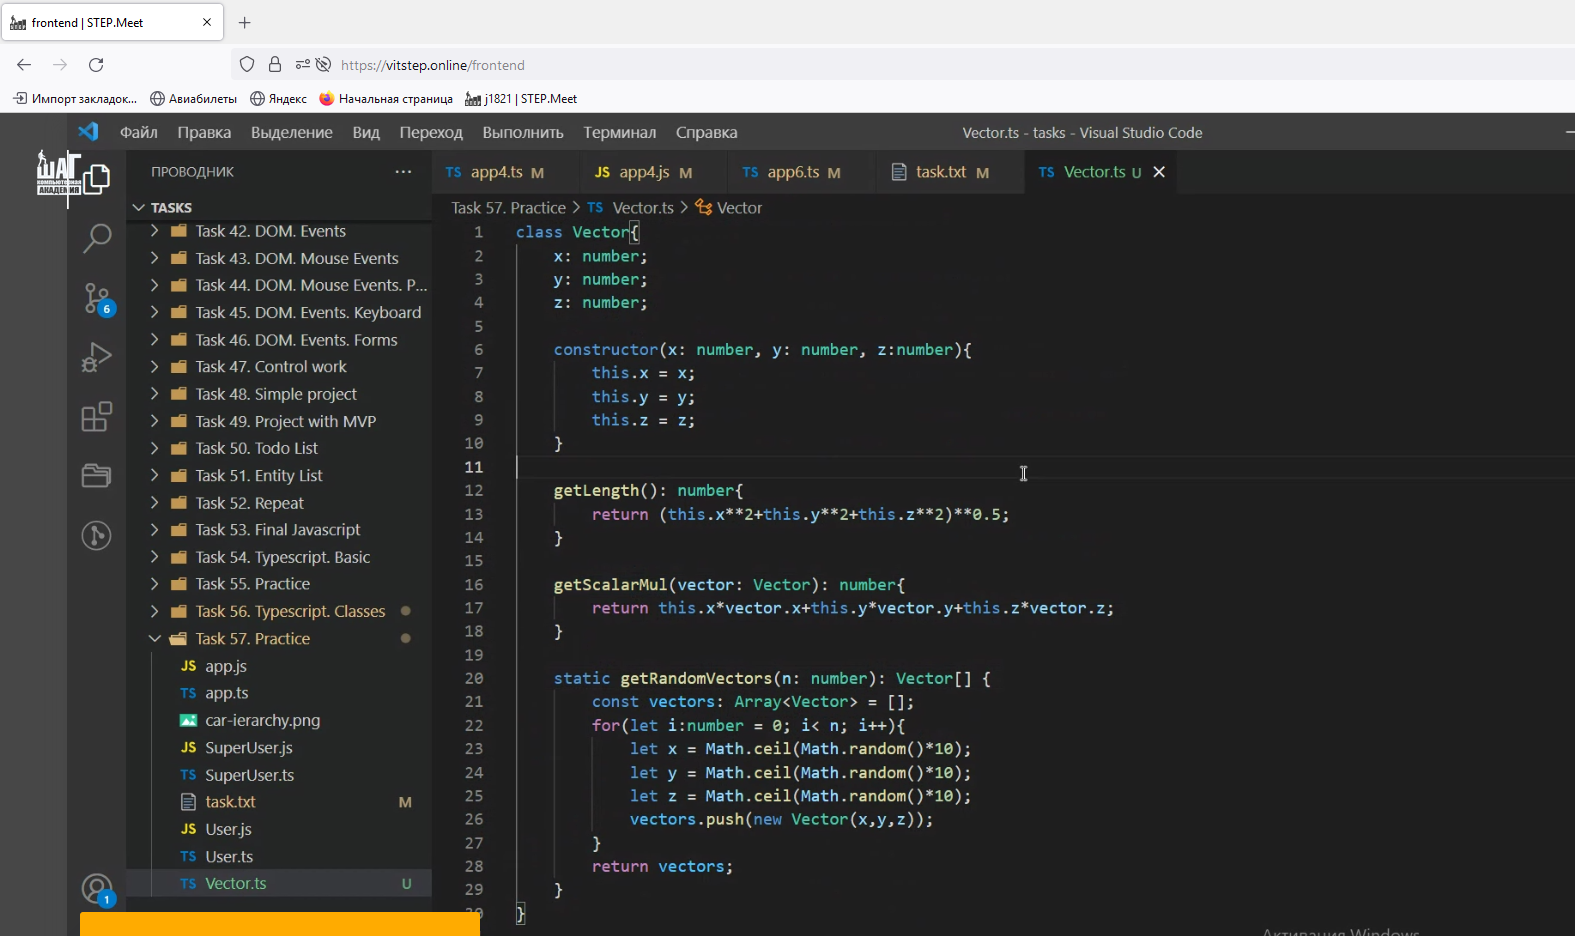 frontend | STEP.Meet
https://vitstep.online/frontend
Импорт закладок...
Авиабилеты
Яндекс
Начальная страница
j1821 | STEP.Meet
Файл Правка Выделение Вид Переход Выполнить Терминал Справка
Vector.ts - tasks - Visual Studio Code
ШАГ
КОМПЬЮТЕРНАЯ
АКАДЕМИЯ
ПРОВОДНИК
TS app4.ts M
JS app4.js M
TS app6.ts M
task.txt M
TS Vector.ts U
TASKS
Task 42. DOM. Events
Task 43. DOM. Mouse Events
Task 44. DOM. Mouse Events. P...
Task 45. DOM. Events. Keyboard
Task 46. DOM. Events. Forms
Task 47. Control work
Task 48. Simple project
Task 49. Project with MVP
Task 50. Todo List
Task 51. Entity List
Task 52. Repeat
Task 53. Final Javascript
Task 54. Typescript. Basic
Task 55. Practice
Task 56. Typescript. Classes
Task 57. Practice
JS app.js
TS app.ts
car-ierarchy.png
JS SuperUser.js
TS SuperUser.ts
task.txt M
JS User.js
TS User.ts
TS Vector.ts U
6
1
Task 57. Practice > TS Vector.ts > Vector
1 class Vector{
2 x: number;
3 y: number;
4 z: number;
5
6 constructor(x: number, y: number, z:number){
7 this.x = x;
8 this.y = y;
9 this.z = z;
10 }
11
12 getLength(): number{
13 return (this.x**2+this.y**2+this.z**2)**0.5;
14 }
15
16 getScalarMul(vector: Vector): number{
17 return this.x*vector.x+this.y*vector.y+this.z*vector.z;
18 }
19
20 static getRandomVectors(n: number): Vector[] {
21 const vectors: Array<Vector> = [];
22 for(let i:number = 0; i< n; i++){
23 let x = Math.ceil(Math.random()*10);
24 let y = Math.ceil(Math.random()*10);
25 let z = Math.ceil(Math.random()*10);
26 vectors.push(new Vector(x,y,z));
27 }
28 return vectors;
29 }
30 }
Активация Windows